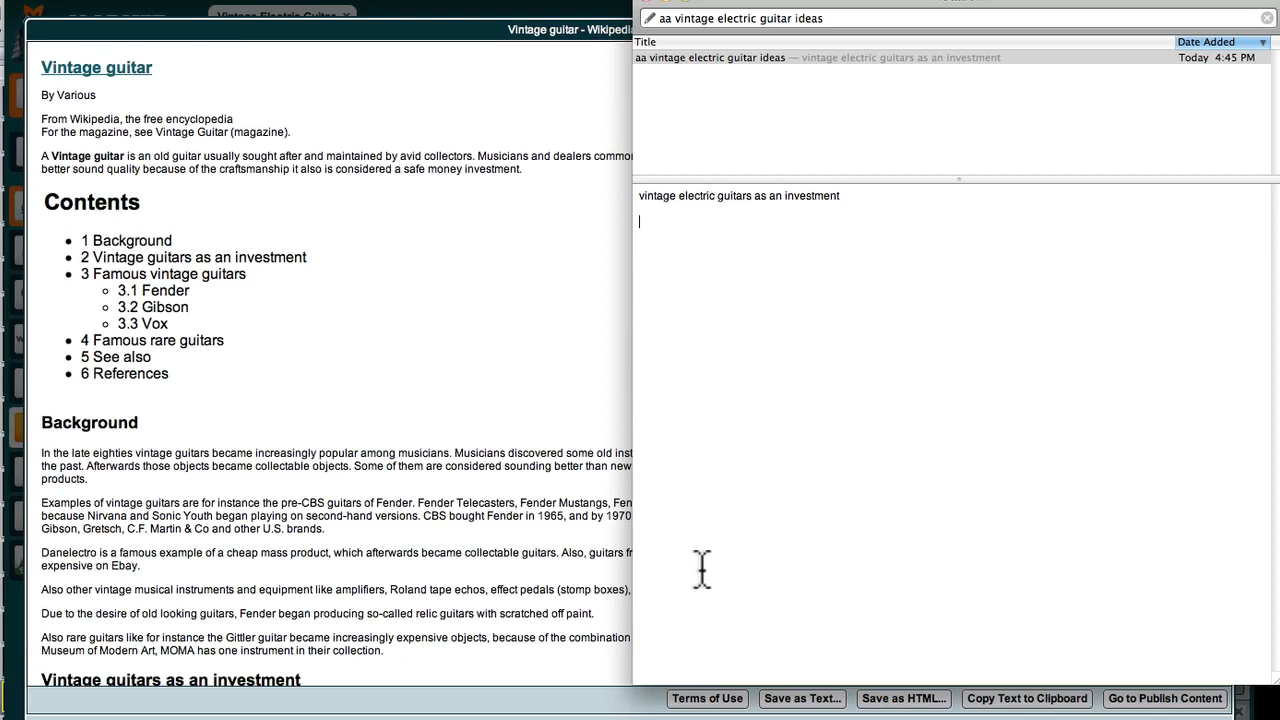 Vintage guitar - Wikipedia
Vintage guitar
By Various
From Wikipedia, the free encyclopedia
For the magazine, see Vintage Guitar (magazine).
A Vintage guitar is an old guitar usually sought after and maintained by avid collectors. Musicians and dealers
better sound quality because of the craftsmanship it also is considered a safe money investment.
Contents
• 1 Background
• 2 Vintage guitars as an investment
• 3 Famous vintage guitars
◦ 3.1 Fender
◦ 3.2 Gibson
◦ 3.3 Vox
• 4 Famous rare guitars
• 5 See also
• 6 References
Background
In the late eighties vintage guitars became increasingly popular among musicians. Musicians discovered some old
the past. Afterwards those objects became collectable objects. Some of them are considered sounding better than new
products.
Examples of vintage guitars are for instance the pre-CBS guitars of Fender. Fender Telecasters, Fender Mustangs,
because Nirvana and Sonic Youth began playing on second-hand versions. CBS bought Fender in 1965, and by 1970
Gibson, Gretsch, C.F. Martin & Co and other U.S. brands.
Danelectro is a famous example of a cheap mass product, which afterwards became collectable guitars. Also, guitars
expensive on Ebay.
Also other vintage musical instruments and equipment like amplifiers, Roland tape echos, effect pedals (stomp boxes),
Due to the desire of old looking guitars, Fender began producing so-called relic guitars with scratched off paint.
Also rare guitars like for instance the Gittler guitar became increasingly expensive objects, because of the combination
Museum of Modern Art, MOMA has one instrument in their collection.
Vintage guitars as an investment
aa vintage electric guitar ideas
Title Date Added
aa vintage electric guitar ideas — vintage electric guitars as an investment Today 4:45 PM
vintage electric guitars as an investment
Terms of Use Save as Text... Save as HTML... Copy Text to Clipboard Go to Publish Content